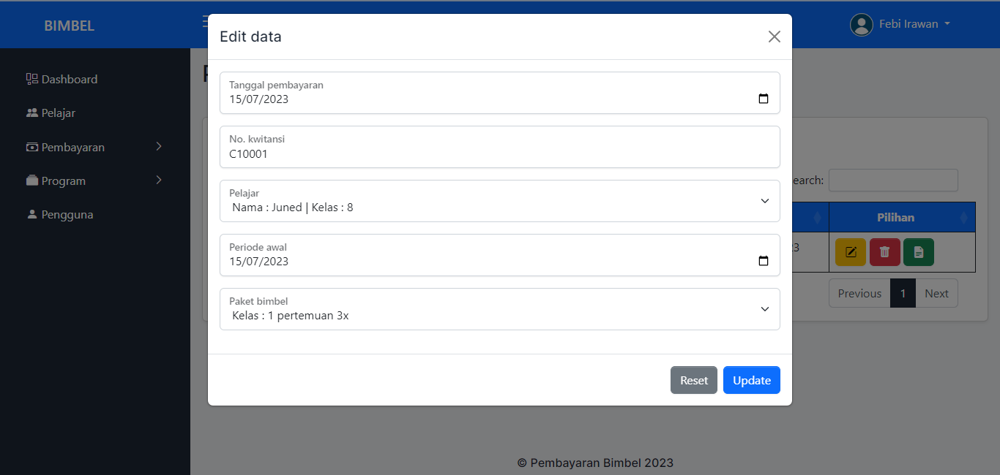 BIMBEL
Febi Irawan
Dashboard
Pelajar
Pembayaran
Program
Pengguna
Edit data
Tanggal pembayaran
15/07/2023
No. kwitansi
C10001
Pelajar
Nama : Juned | Kelas : 8
Periode awal
15/07/2023
Paket bimbel
Kelas : 1 pertemuan 3x
Reset
Update
earch:
Pilihan
3
Previous
1
Next
© Pembayaran Bimbel 2023